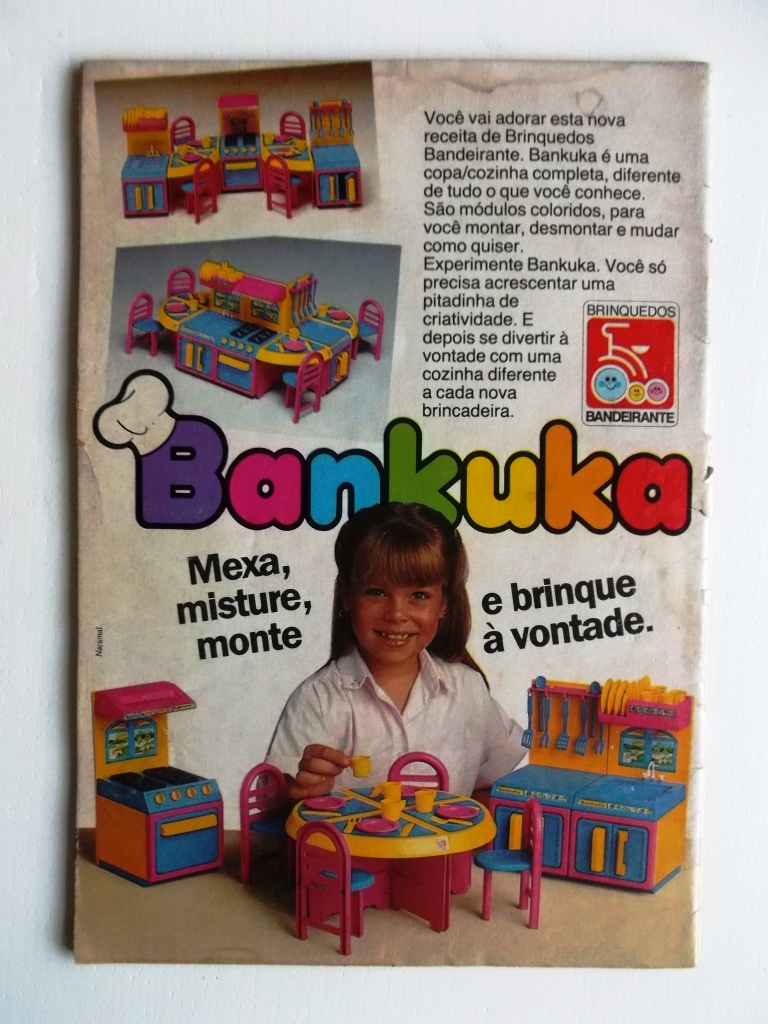 Você vai adorar esta nova
receita de Brinquedos
Bandeirante. Bankuka é uma
copa/cozinha completa, diferente
de tudo o que você conhece.
São módulos coloridos, para
você montar, desmontar e mudar
como quiser.
Experimente Bankuka. Você só
precisa acrescentar uma
pitadinha de
criatividade. E
depois se divertir à
vontade com uma
cozinha diferente
a cada nova
brincadeira.
BRINQUEDOS
BANDEIRANTE
Bankuka
Mexa,
misture,
monte
e brinque
à vontade.
Nacional
Bankuka